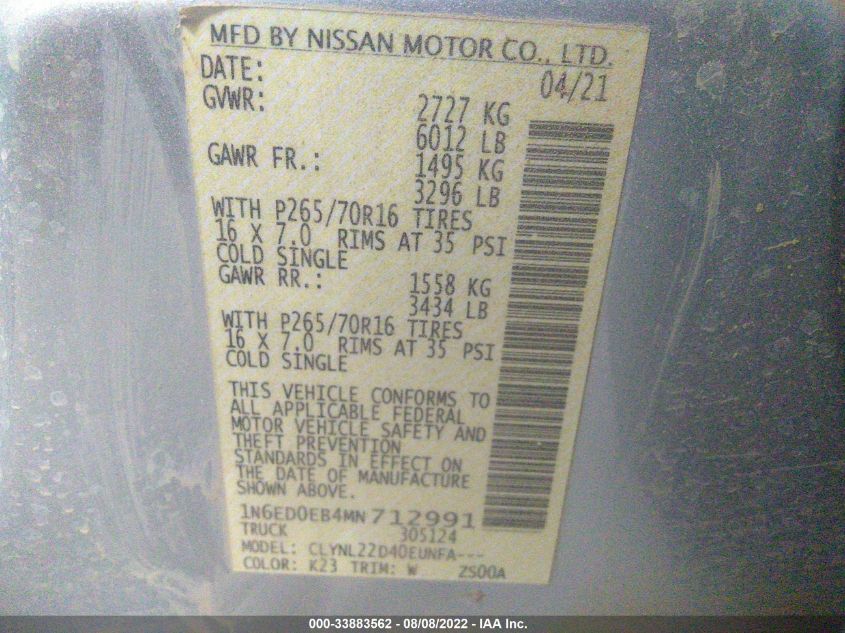 MFD BY NISSAN MOTOR CO., LTD.
DATE: 04/21
GVWR: 2727 KG
6012 LB
GAWR FR.: 1495 KG
3296 LB
WITH P265/70R16 TIRES
16 X 7.0 RIMS AT 35 PSI
COLD SINGLE
GAWR RR.: 1558 KG
3434 LB
WITH P265/70R16 TIRES
16 X 7.0 RIMS AT 35 PSI
COLD SINGLE
THIS VEHICLE CONFORMS TO
ALL APPLICABLE FEDERAL
MOTOR VEHICLE SAFETY AND
THEFT PREVENTION
STANDARDS IN EFFECT ON
THE DATE OF MANUFACTURE
SHOWN ABOVE.
1N6ED0EB4MN712991
TRUCK 305124
MODEL: CLYNL22D40EUNFA---
COLOR: K23 TRIM: W ZS00A
000-33883562 - 08/08/2022 - IAA Inc.